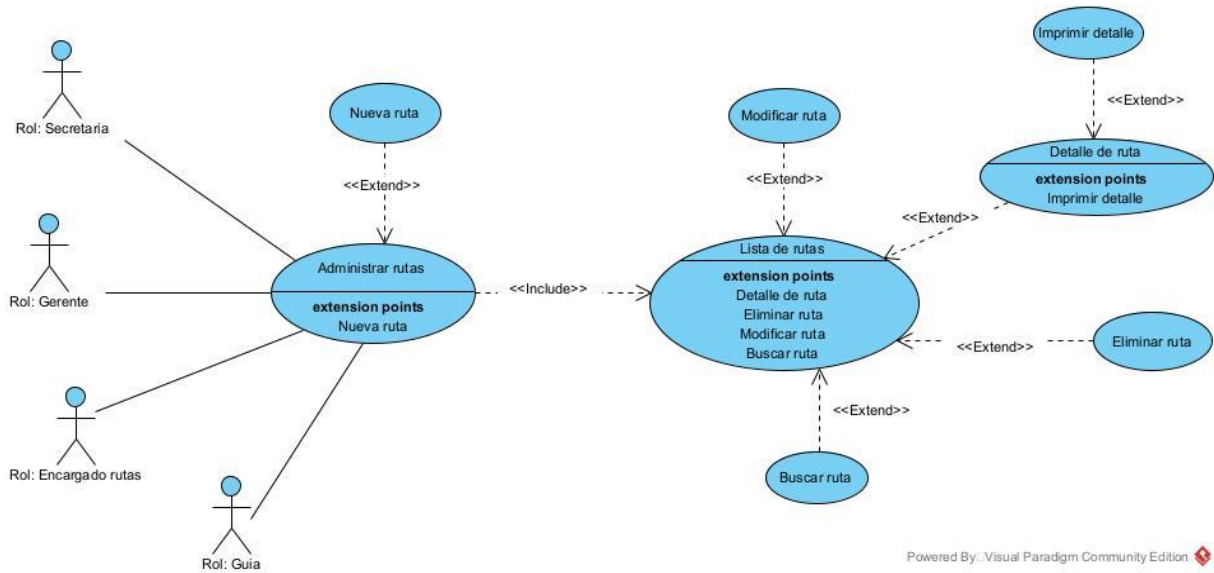 Imprimir detalle
<<Extend>>
Rol: Secretaria
Nueva ruta
<<Extend>>
Modificar ruta
<<Extend>>
Detalle de ruta
extension points
Imprimir detalle
<<Extend>>
Rol: Gerente
Administrar rutas
extension points
Nueva ruta
<<Include>>
Lista de rutas
extension points
Detalle de ruta
Eliminar ruta
Modificar ruta
Buscar ruta
<<Extend>>
Eliminar ruta
<<Extend>>
Buscar ruta
Rol: Encargado rutas
Rol: Guia
Powered By Visual Paradigm Community Edition